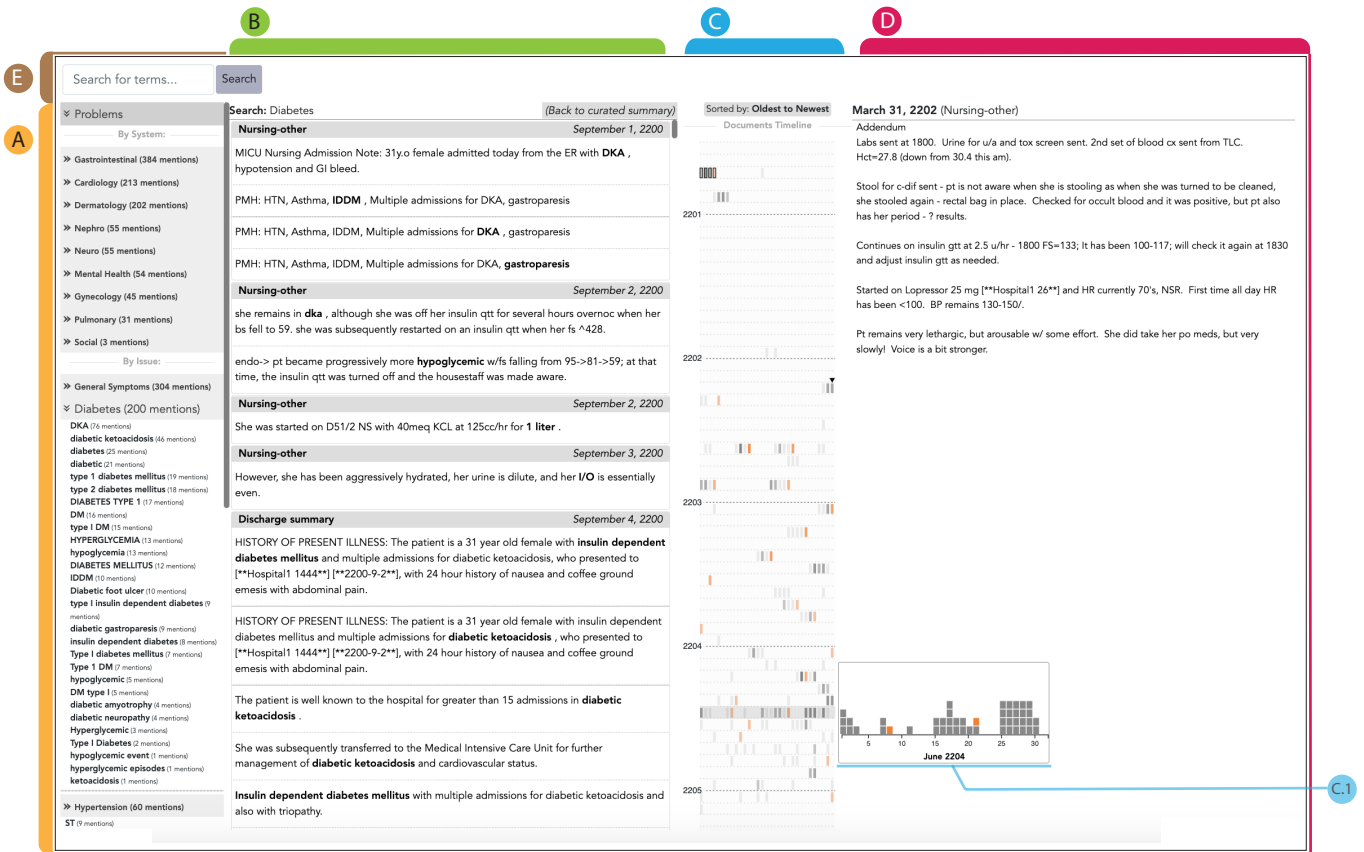 B
C
D
E
A
Search for terms...
Search
Problems
By System:
Gastrointestinal (384 mentions)
Cardiology (213 mentions)
Dermatology (202 mentions)
Nephro (55 mentions)
Neuro (55 mentions)
Mental Health (54 mentions)
Gynecology (45 mentions)
Pulmonary (31 mentions)
Social (3 mentions)
By Issue:
General Symptoms (304 mentions)
Diabetes (200 mentions)
DKA (76 mentions)
diabetic ketoacidosis (46 mentions)
diabetes (25 mentions)
diabetic (21 mentions)
type 1 diabetes mellitus (19 mentions)
type 2 diabetes mellitus (18 mentions)
DIABETES TYPE 1 (17 mentions)
DM (16 mentions)
type I DM (15 mentions)
HYPERGLYCEMIA (13 mentions)
hypoglycemia (13 mentions)
DIABETES MELLITUS (12 mentions)
IDDM (10 mentions)
Diabetic foot ulcer (10 mentions)
type I insulin dependent diabetes (9
mentions)
diabetic gastroparesis (9 mentions)
insulin dependent diabetes (8 mentions)
Type I diabetes mellitus (7 mentions)
Type 1 DM (7 mentions)
hypoglycemic (5 mentions)
DM type I (5 mentions)
diabetic amyotrophy (4 mentions)
diabetic neuropathy (4 mentions)
Hyperglycemic (3 mentions)
Type I Diabetes (2 mentions)
hypoglycemic event (1 mentions)
hyperglycemic episodes (1 mentions)
ketoacidosis (1 mentions)
Hypertension (60 mentions)
ST (9 mentions)
Search: Diabetes (Back to curated summary)
Nursing-other September 1, 2200
MICU Nursing Admission Note: 31y.o female admitted today from the ER with DKA ,
hypotension and GI bleed.
PMH: HTN, Asthma, IDDM , Multiple admissions for DKA, gastroparesis
PMH: HTN, Asthma, IDDM, Multiple admissions for DKA , gastroparesis
PMH: HTN, Asthma, IDDM, Multiple admissions for DKA, gastroparesis
Nursing-other September 2, 2200
she remains in dka , although she was off her insulin qtt for several hours overnoc when her
bs fell to 59. she was subsequently restarted on an insulin qtt when her fs ^428.
endo-> pt became progressively more hypoglycemic w/fs falling from 95->81->59; at that
time, the insulin qtt was turned off and the housestaff was made aware.
Nursing-other September 2, 2200
She was started on D51/2 NS with 40meq KCL at 125cc/hr for 1 liter .
Nursing-other September 3, 2200
However, she has been aggressively hydrated, her urine is dilute, and her I/O is essentially
even.
Discharge summary September 4, 2200
HISTORY OF PRESENT ILLNESS: The patient is a 31 year old female with insulin dependent
diabetes mellitus and multiple admissions for diabetic ketoacidosis, who presented to
[**Hospital1 1444**] [**2200-9-2**], with 24 hour history of nausea and coffee ground
emesis with abdominal pain.
HISTORY OF PRESENT ILLNESS: The patient is a 31 year old female with insulin dependent
diabetes mellitus and multiple admissions for diabetic ketoacidosis , who presented to
[**Hospital1 1444**] [**2200-9-2**], with 24 hour history of nausea and coffee ground
emesis with abdominal pain.
The patient is well known to the hospital for greater than 15 admissions in diabetic
ketoacidosis .
She was subsequently transferred to the Medical Intensive Care Unit for further
management of diabetic ketoacidosis and cardiovascular status.
Insulin dependent diabetes mellitus with multiple admissions for diabetic ketoacidosis and
also with triopathy.
Sorted by: Oldest to Newest
Documents Timeline
2201
2202
2203
2204
2205
March 31, 2202 (Nursing-other)
Addendum
Labs sent at 1800. Urine for u/a and tox screen sent. 2nd set of blood cx sent from TLC.
Hct=27.8 (down from 30.4 this am).
Stool for c-dif sent - pt is not aware when she is stooling as when she was turned to be cleaned,
she stooled again - rectal bag in place. Checked for occult blood and it was positive, but pt also
has her period - ? results.
Continues on insulin gtt at 2.5 u/hr - 1800 FS=133; It has been 100-117; will check it again at 1830
and adjust insulin gtt as needed.
Started on Lopressor 25 mg [**Hospital1 26**] and HR currently 70's, NSR. First time all day HR
has been <100. BP remains 130-150/.
Pt remains very lethargic, but arousable w/ some effort. She did take her po meds, but very
slowly! Voice is a bit stronger.
5 10 15 20 25 30
June 2204
C.1